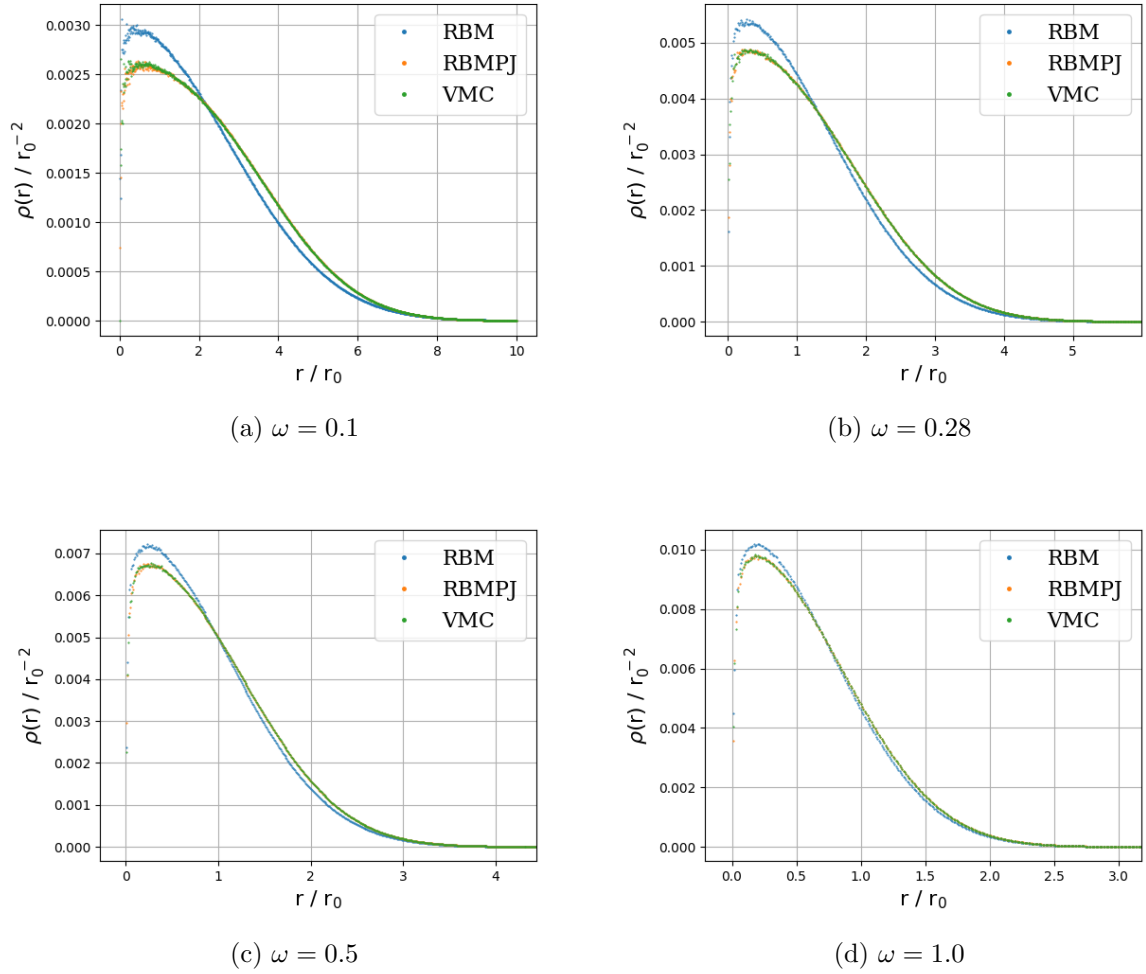 0.0030
0.0025
0.0020
0.0015
0.0010
0.0005
0.0000
ρ(r) / r₀⁻²
RBM
RBMPJ
VMC
0 2 4 6 8 10
r / r₀
(a) ω = 0.1
0.005
0.004
0.003
0.002
0.001
0.000
ρ(r) / r₀⁻²
RBM
RBMPJ
VMC
0 1 2 3 4 5
r / r₀
(b) ω = 0.28
0.007
0.006
0.005
0.004
0.003
0.002
0.001
0.000
ρ(r) / r₀⁻²
RBM
RBMPJ
VMC
0 1 2 3 4
r / r₀
(c) ω = 0.5
0.010
0.008
0.006
0.004
0.002
0.000
ρ(r) / r₀⁻²
RBM
RBMPJ
VMC
0.0 0.5 1.0 1.5 2.0 2.5 3.0
r / r₀
(d) ω = 1.0